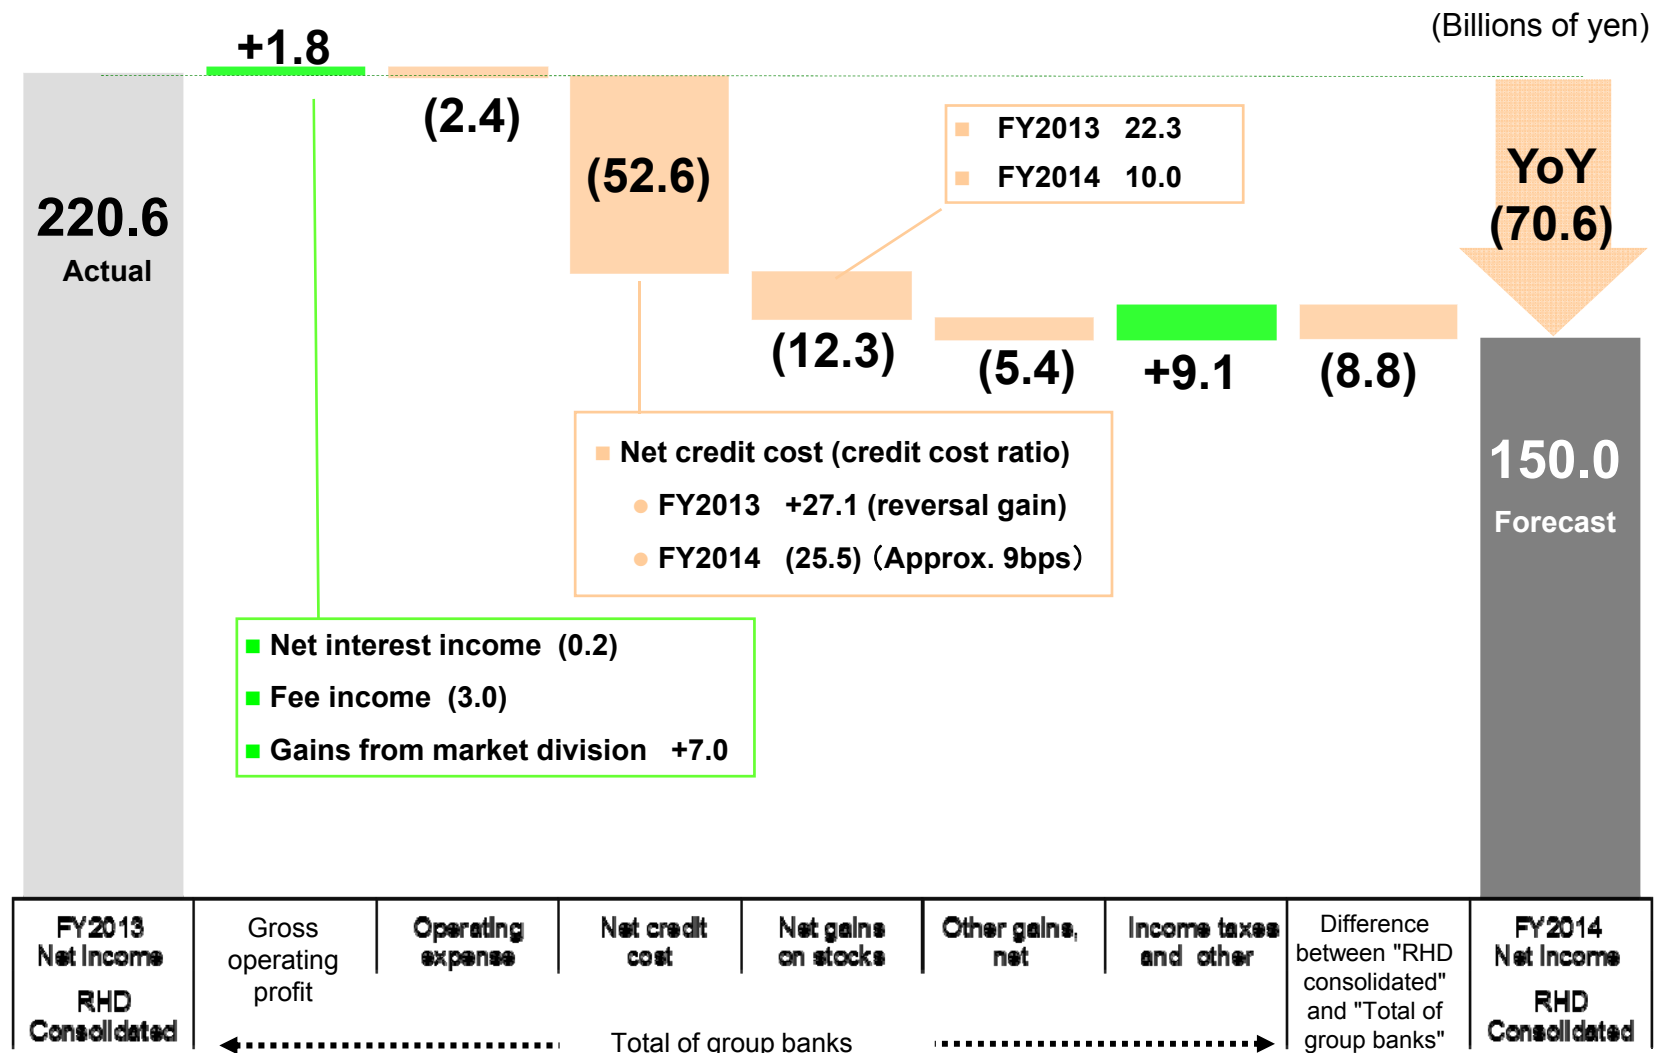 (Billions of yen)
+1.8
(2.4)
(52.6)
FY2013 22.3
FY2014 10.0
YoY
(70.6)
220.6
Actual
(12.3)
(5.4)
+9.1
(8.8)
Net credit cost (credit cost ratio)
FY2013 +27.1 (reversal gain)
FY2014 (25.5)（Approx. 9bps）
150.0
Forecast
Net interest income (0.2)
Fee income (3.0)
Gains from market division +7.0
FY2013
Net Income
RHD
Consolidated
Gross
operating
profit
Operating
expense
Net credit
cost
Net gains
on stocks
Other gains,
net
Income taxes
and other
Difference
between "RHD
consolidated"
and "Total of
group banks"
FY2014
Net Income
RHD
Consolidated
Total of group banks